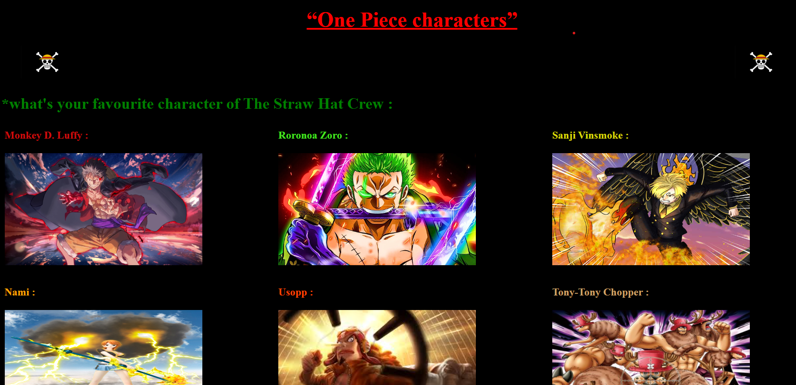 “One Piece characters”
*what's your favourite character of The Straw Hat Crew :
Monkey D. Luffy :
Roronoa Zoro :
Sanji Vinsmoke :
Nami :
Usopp :
Tony-Tony Chopper :